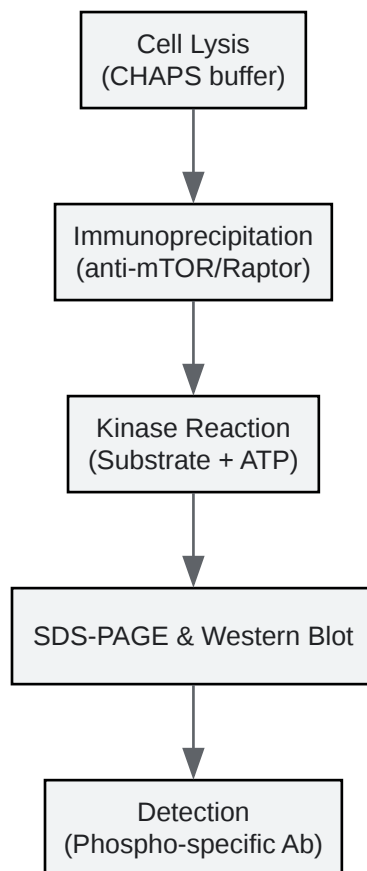 Cell Lysis
(CHAPS buffer)
Immunoprecipitation
(anti-mTOR/Raptor)
Kinase Reaction
(Substrate + ATP)
SDS-PAGE & Western Blot
Detection
(Phospho-specific Ab)